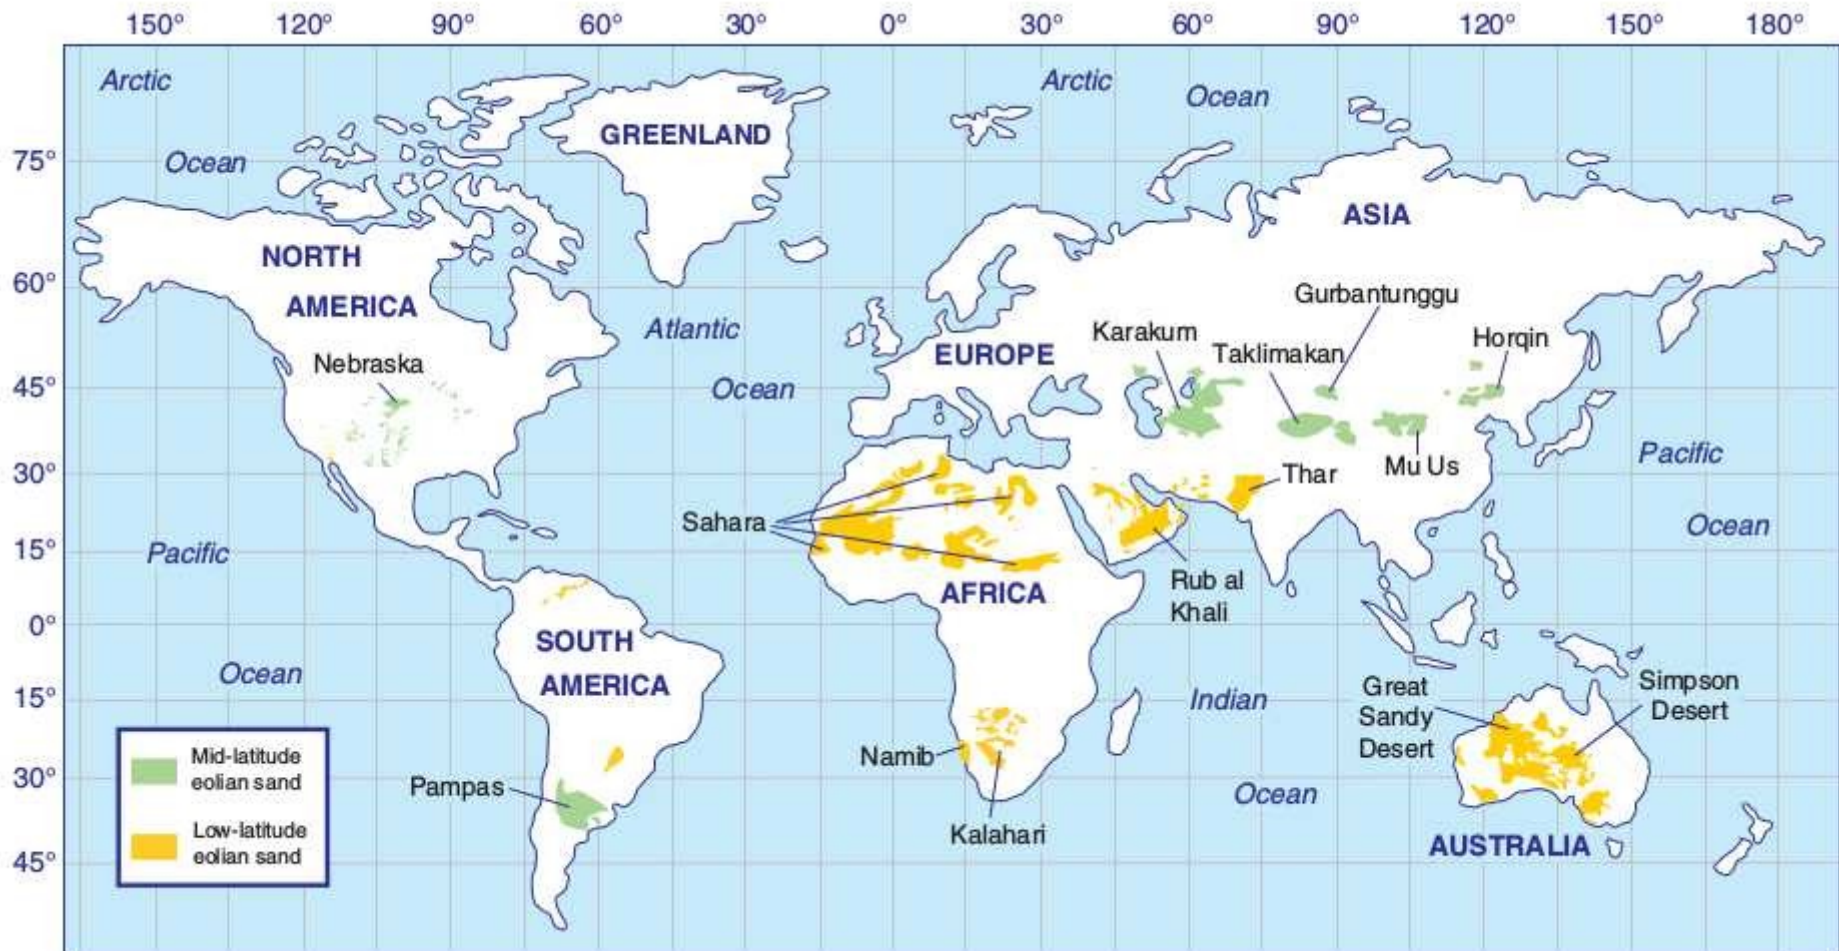 150°
120°
90°
60°
30°
0°
30°
60°
90°
120°
150°
180°
Arctic
Arctic
Ocean
GREENLAND
75°
Ocean
ASIA
NORTH
60°
AMERICA
Gurbantunggu
Atlantic
Karakum
Horqin
Nebraska
EUROPE
Taklimakan
45°
Ocean
Pacific
30°
Thar
Mu Us
Sahara
Ocean
15°
Pacific
AFRICA
Rub al
Khali
0°
SOUTH
Ocean
AMERICA
15°
Indian
Great
Sandy
Desert
Simpson
Desert
Mid-latitude
eolian sand
Namib
30°
Pampas
Ocean
Low-latitude
eolian sand
Kalahari
AUSTRALIA
45°